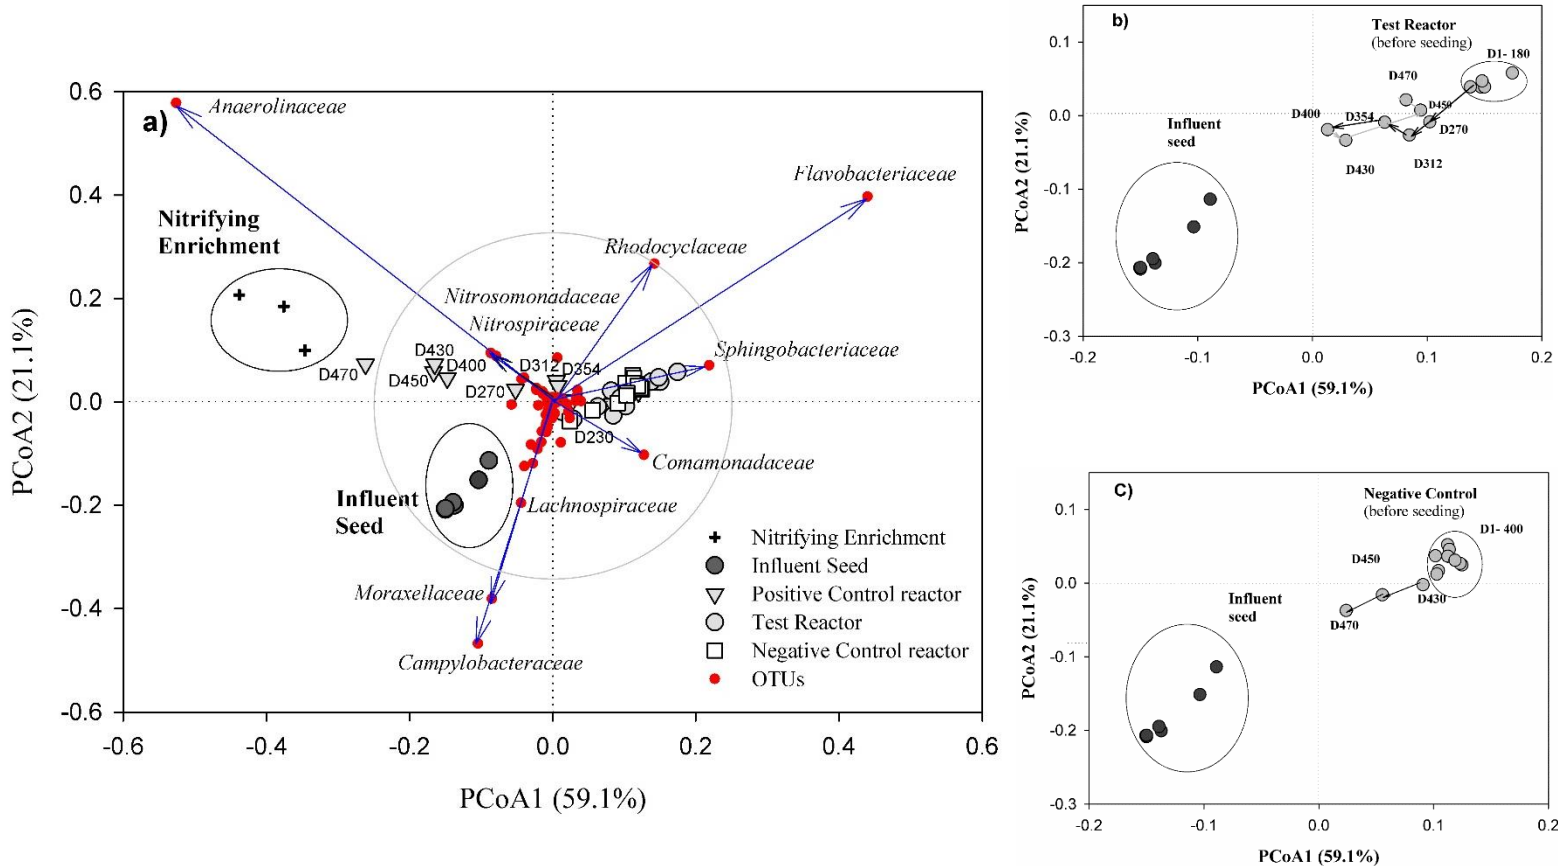 a)
Anaerolinaceae
Flavobacteriaceae
Nitrifying
Enrichment
Rhodocyclaceae
Nitrosomonadaceae
Nitrospiraceae
Sphingobacteriaceae
D430
D400
D312
D354
D470
D450
D270
D230
Comamonadaceae
Influent
Seed
Lachnospiraceae
Moraxellaceae
Campylobacteraceae
Nitrifying Enrichment
Influent Seed
Positive Control reactor
Test Reactor
Negative Control reactor
OTUs
0.6
0.4
0.2
0.0
-0.2
-0.4
-0.6
PCoA2 (21.1%)
-0.6
-0.4
-0.2
0.0
0.2
0.4
0.6
PCoA1 (59.1%)
b)
Test Reactor
(before seeding)
D1- 180
D470
D450
D400
D354
D270
D312
D430
Influent
seed
0.1
0.0
-0.1
-0.2
-0.3
PCoA2 (21.1%)
-0.2
-0.1
0.0
0.1
0.2
PCoA1 (59.1%)
C)
Negative Control
(before seeding)
D1- 400
D450
D430
D470
Influent
seed
0.1
0.0
-0.1
-0.2
-0.3
PCoA2 (21.1%)
-0.2
-0.1
0.0
0.1
0.2
PCoA1 (59.1%)